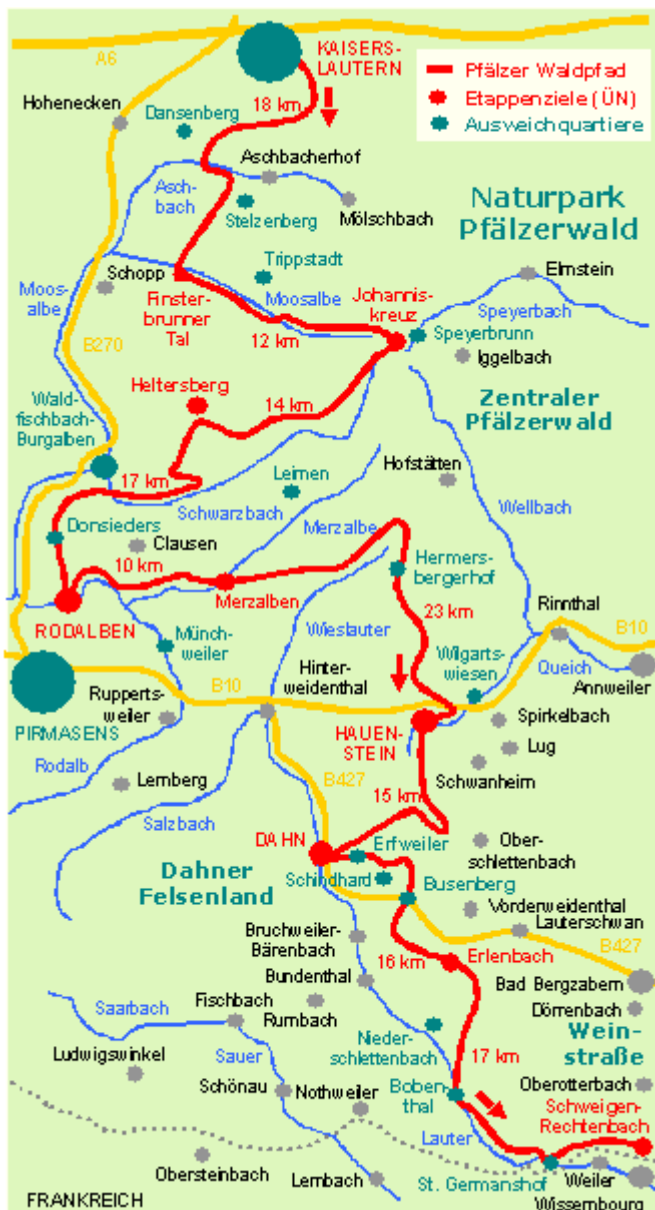 KAISERS-
LAUTERN
A6
Pfälzer Waldpfad
Etappenziele (ÜN)
Ausweichquartiere
Hohenecken
Dansenberg
18 km
Aschbacherhof
Asch-
bach
Stelzenberg
Mölschbach
Naturpark
Pfälzerwald
Trippstadt
Schopp
Moos-
albe
Finster-
brunner
Tal
Moosalbe
Johannis-
kreuz
Elmstein
Speyerbach
12 km
Speyerbrunn
Iggelbach
B270
Heltersberg
14 km
Zentraler
Pfälzerwald
Wald-
fischbach-
Burgalben
17 km
Leimen
Hofstätten
Schwarzbach
Merzalbe
Wellbach
Donsieders
Clausen
10 km
Merzalben
Hermers-
bergerhof
RODALBEN
Münch-
weiler
Wieslauter
23 km
Rinnthal
B10
Wilgarts-
wiesen
Queich
Annweiler
Hinter-
weidenthal
B10
Rupperts-
weiler
PIRMASENS
HAUEN-
STEIN
Spirkelbach
Lug
Schwanheim
Rodalb
Lemberg
B427
15 km
Salzbach
DAHN
Erfweiler
Ober-
schlettenbach
Dahner
Felsenland
Schindhard
Busenberg
Vorderweidenthal
Lauterschwan
Bruchweiler-
Bärenbach
B427
16 km
Erlenbach
Bundenthal
Bad Bergzabern
Saarbach
Fischbach
Rumbach
Dörrenbach
Wein-
straße
Nieder-
schlettenbach
17 km
Ludwigswinkel
Sauer
Schönau
Nothweiler
Boben-
thal
Oberotterbach
Schweigen-
Rechtenbach
Lauter
Obersteinbach
Lembach
St. Germanshof
Weiler
Wissembourg
FRANKREICH